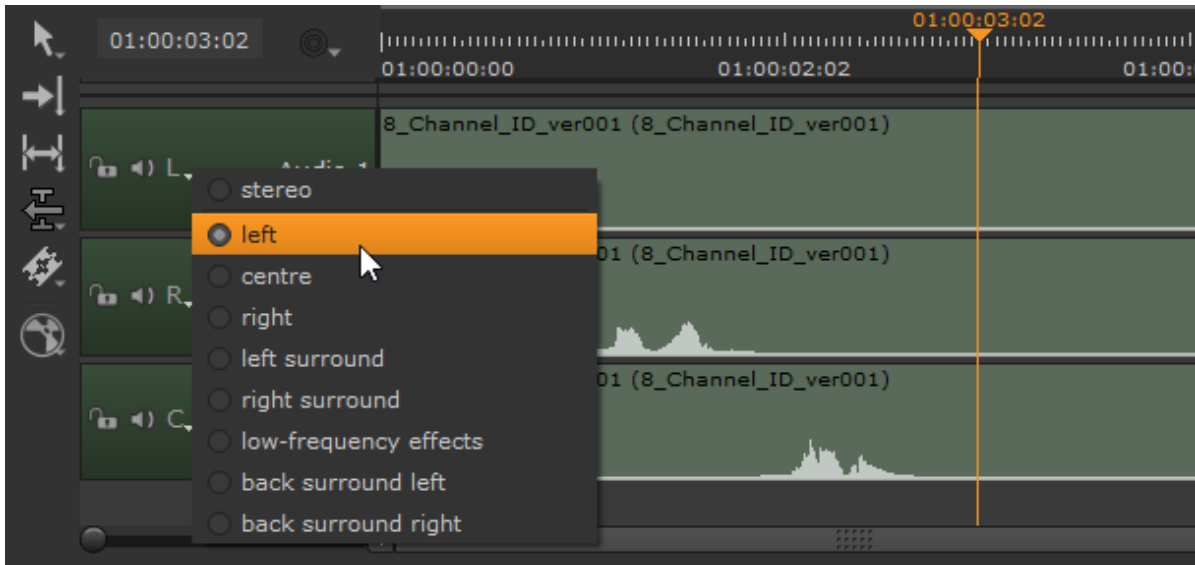 01:00:03:02
01:00:03:02
01:00:00:00
01:00:02:02
01:00:
8_Channel_ID_ver001 (8_Channel_ID_ver001)
L
stereo
left
01 (8_Channel_ID_ver001)
centre
R
right
left surround
01 (8_Channel_ID_ver001)
right surround
C
low-frequency effects
back surround left
back surround right